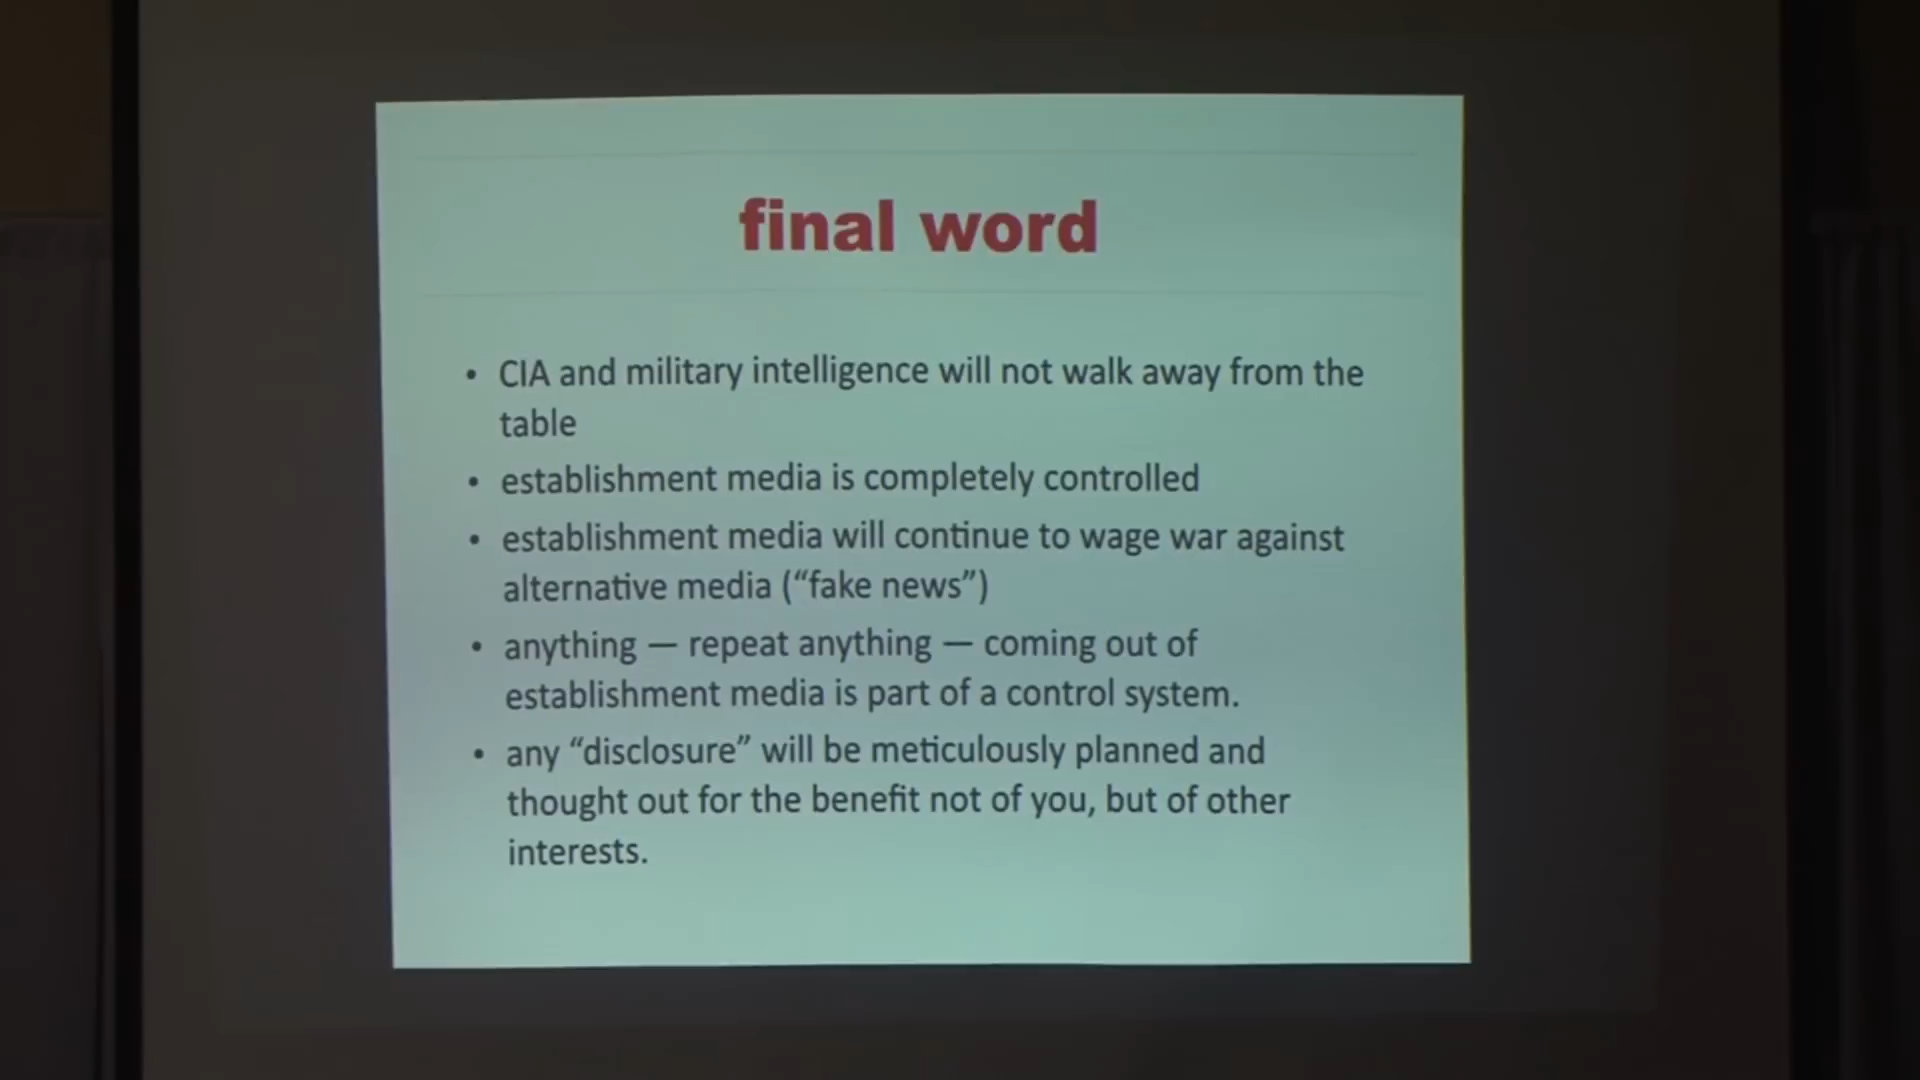 final word
• CIA and military intelligence will not walk away from the
table
• establishment media is completely controlled
• establishment media will continue to wage war against
alternative media (“fake news”)
• anything — repeat anything — coming out of
establishment media is part of a control system.
• any “disclosure” will be meticulously planned and
thought out for the benefit not of you, but of other
interests.